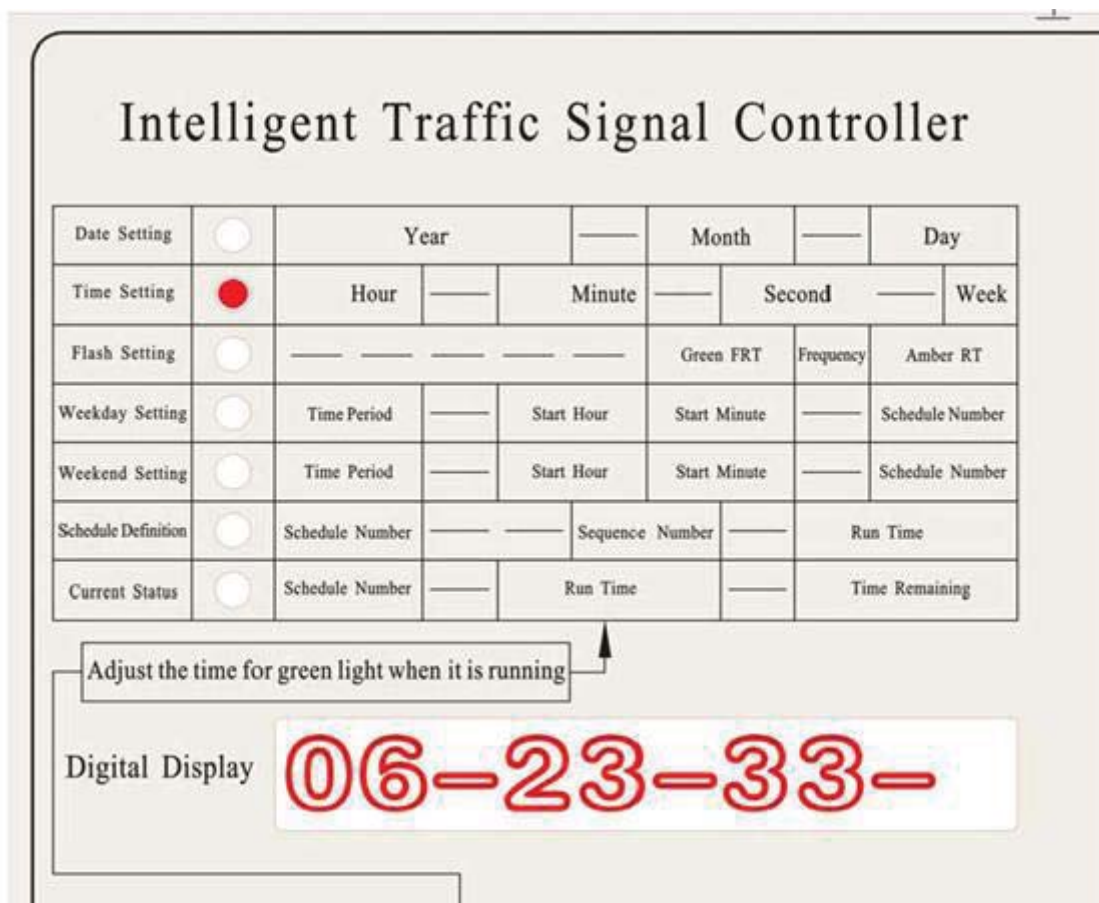 Intelligent Traffic Signal Controller
Date Setting Year — Month — Day
Time Setting Hour — Minute — Second — Week
Flash Setting — — — — — Green FRT Frequency Amber RT
Weekday Setting Time Period — Start Hour Start Minute — Schedule Number
Weekend Setting Time Period — Start Hour Start Minute — Schedule Number
Schedule Definition Schedule Number — — Sequence Number — Run Time
Current Status Schedule Number — Run Time — Time Remaining
Adjust the time for green light when it is running
Digital Display 06-23-33-